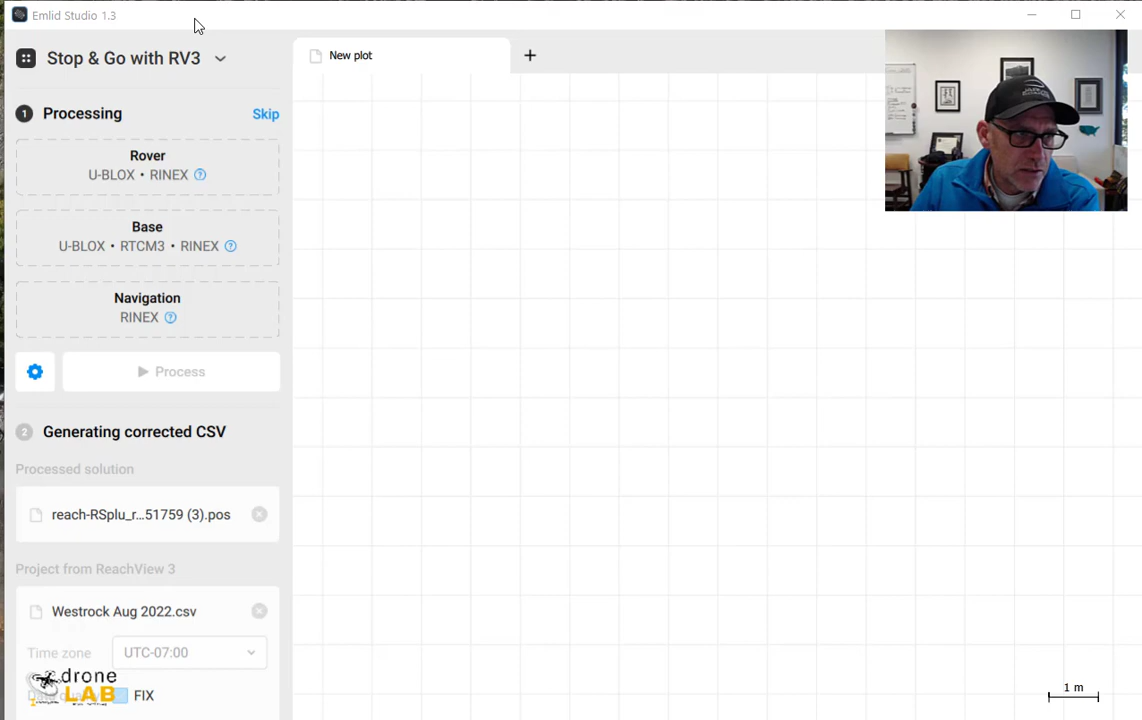 Emlid Studio 1.3
Stop & Go with RV3
New plot
+
1 Processing Skip
Rover
U-BLOX • RINEX ?
Base
U-BLOX • RTCM3 • RINEX ?
Navigation
RINEX ?
Process
2 Generating corrected CSV
Processed solution
reach-RSplu_r...51759 (3).pos
Project from ReachView 3
Westrock Aug 2022.csv
Time zone UTC-07:00
drone
LAB
FIX
1 m